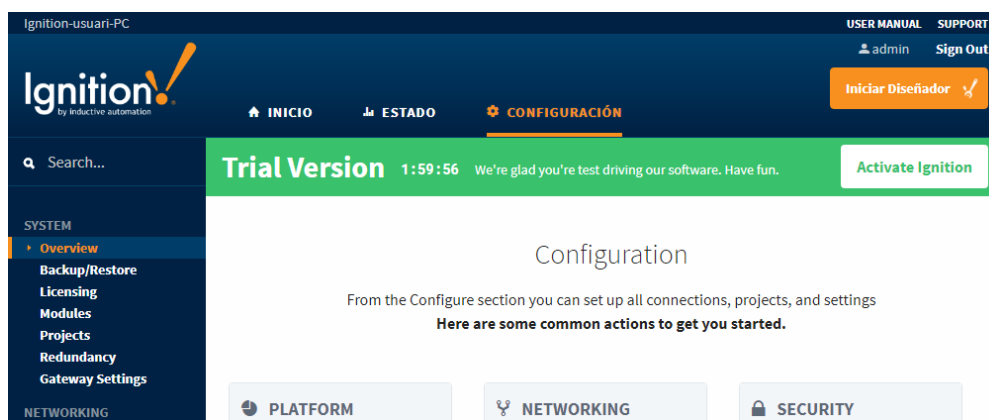 Ignition-usuari-PC
USER MANUAL SUPPORT
admin Sign Out
Ignition!
by inductive automation
Iniciar Diseñador
INICIO ESTADO CONFIGURACIÓN
Search...
Trial Version 1:59:56 We're glad you're test driving our software. Have fun. Activate Ignition
SYSTEM
Overview
Backup/Restore
Licensing
Modules
Projects
Redundancy
Gateway Settings
NETWORKING
Configuration
From the Configure section you can set up all connections, projects, and settings
Here are some common actions to get you started.
PLATFORM NETWORKING SECURITY